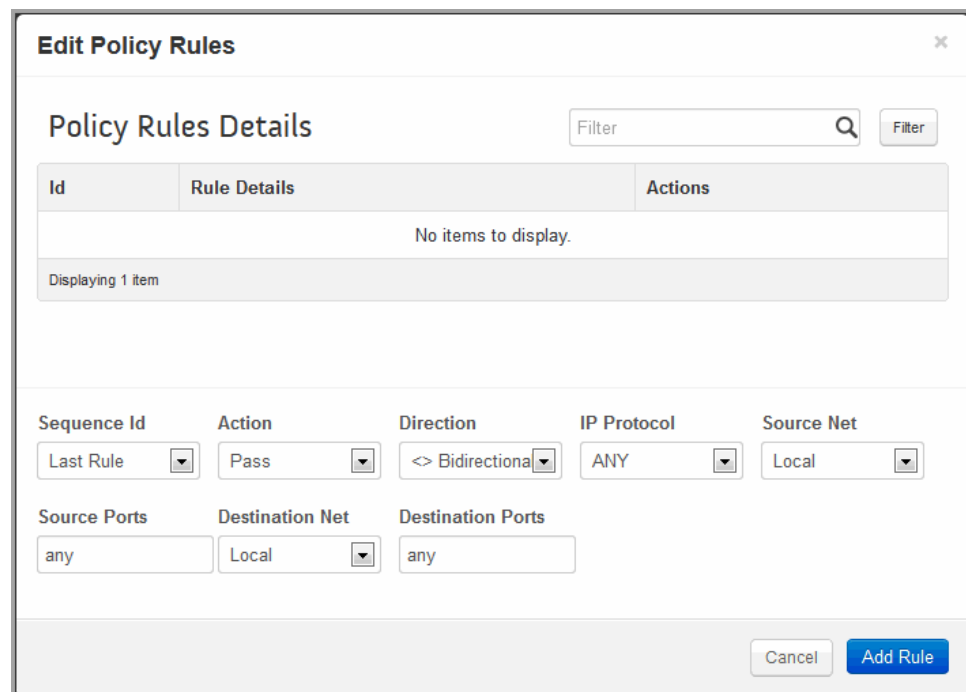 Edit Policy Rules ×
Policy Rules Details Filter Filter
Id Rule Details Actions
No items to display.
Displaying 1 item
Sequence Id Action Direction IP Protocol Source Net
Last Rule Pass <> Bidirectiona ANY Local
Source Ports Destination Net Destination Ports
any Local any
Cancel Add Rule